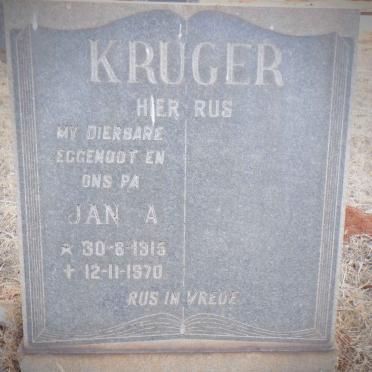 KRUGER
HIER RUS
MY DIERBARE
EGGENOOT EN
ONS PA
JAN A
☆ 30-8-1915
✝ 12-11-1970
RUS IN VREDE